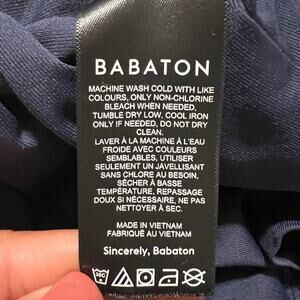 BABATON
MACHINE WASH COLD WITH LIKE
COLOURS, ONLY NON-CHLORINE
BLEACH WHEN NEEDED,
TUMBLE DRY LOW, COOL IRON
ONLY IF NEEDED, DO NOT DRY
CLEAN.
LAVER À LA MACHINE À L'EAU
FROIDE AVEC COULEURS
SEMBLABLES, UTILISER
SEULEMENT UN JAVELLISANT
SANS CHLORE AU BESOIN,
SÉCHER À BASSE
TEMPÉRATURE, REPASSAGE
DOUX SI NÉCESSAIRE, NE PAS
NETTOYER À SEC.
MADE IN VIETNAM
FABRIQUÉ AU VIETNAM
Sincerely, Babaton